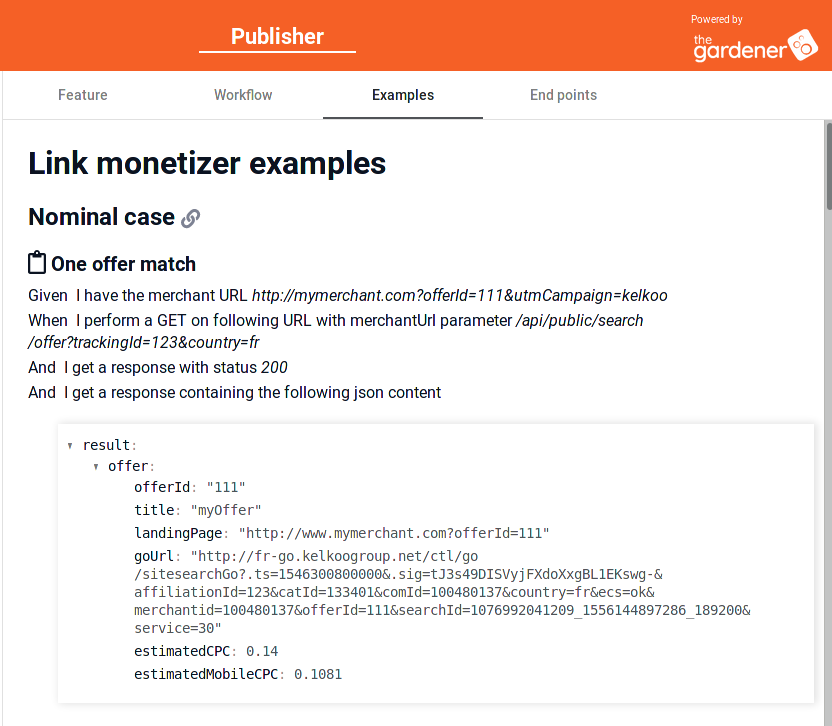 Publisher
Powered by
the
gardener
Feature
Workflow
Examples
End points
Link monetizer examples
Nominal case
One offer match
Given I have the merchant URL http://mymerchant.com?offerId=111&utmCampaign=kelkoo
When I perform a GET on following URL with merchantUrl parameter /api/public/search
/offer?trackingId=123&country=fr
And I get a response with status 200
And I get a response containing the following json content
result:
offer:
offerId: "111"
title: "myOffer"
landingPage: "http://www.mymerchant.com?offerId=111"
goUrl: "http://fr-go.kelkoogroup.net/ctl/go
/sitesearchGo?.ts=1546300800000&.sig=tJ3s49DISVyjFXdoXxgBL1EKswg-&
affiliationId=123&catId=133401&comId=100480137&country=fr&ecs=ok&
merchantid=100480137&offerId=111&searchId=1076992041209_1556144897286_189200&
service=30"
estimatedCPC: 0.14
estimatedMobileCPC: 0.1081